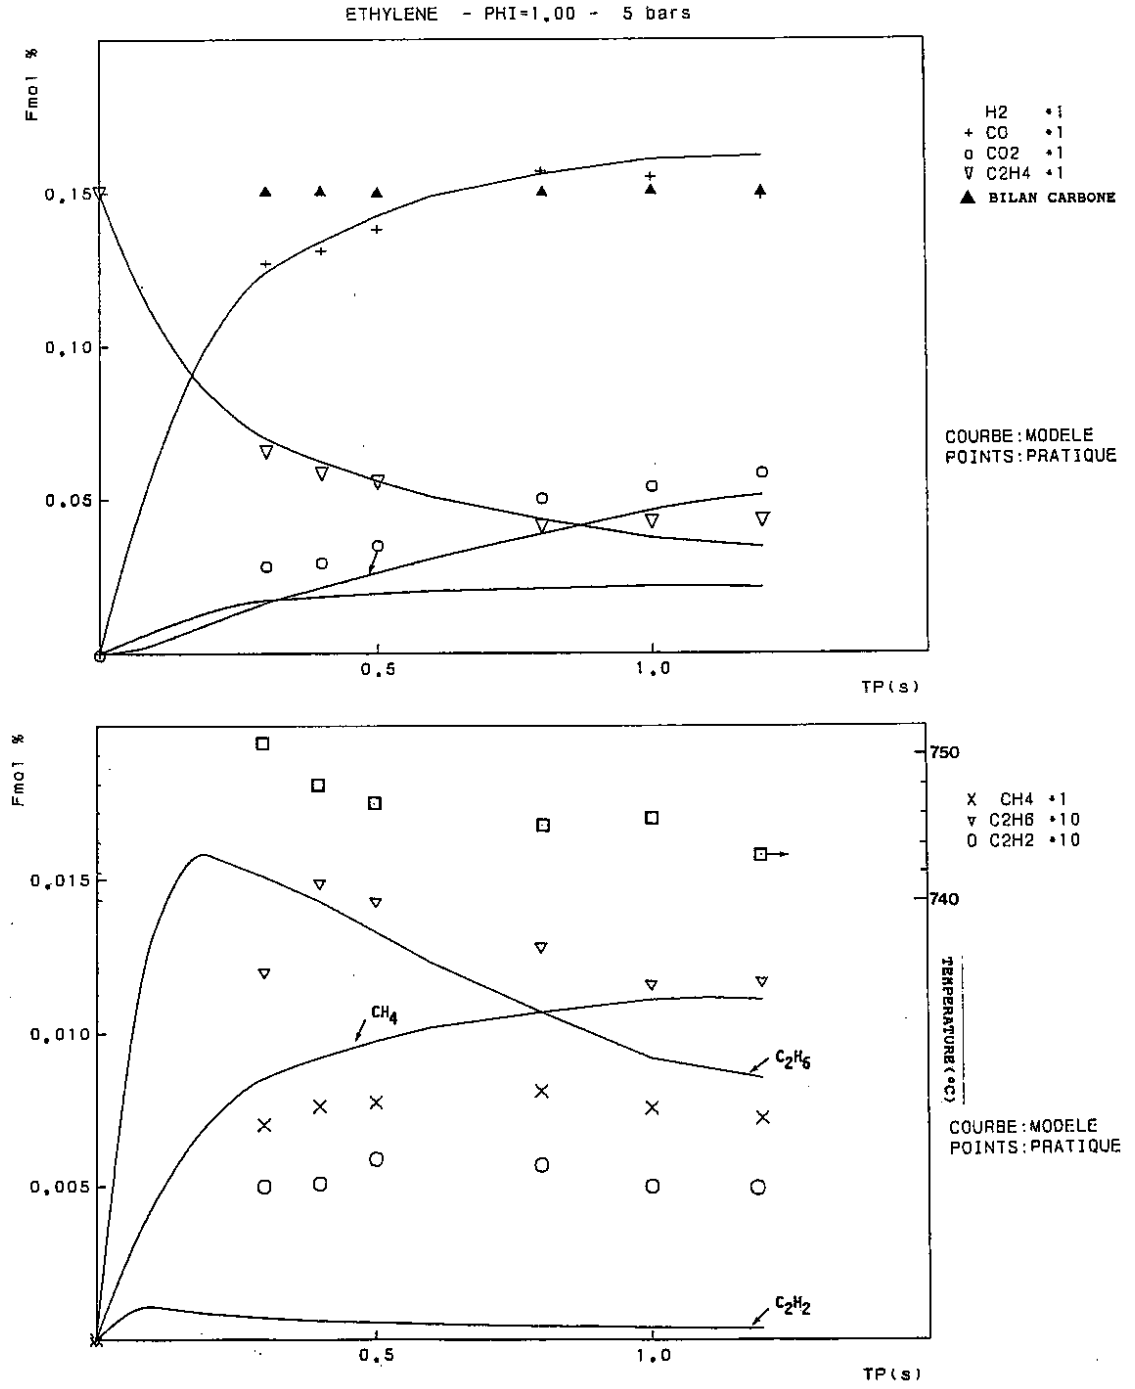 ETHYLENE - PHI=1.00 - 5 bars
Fmol %
H2 *1
+ CO *1
o CO2 *1
▽ C2H4 *1
▲ BILAN CARBONE
0.15
0.10
0.05
COURBE:MODELE
POINTS:PRATIQUE
0.5
1.0
TP(s)
Fmol %
750
740
X CH4 *1
▽ C2H6 *10
O C2H2 *10
0.015
0.010
0.005
CH4
C2H6
C2H2
TEMPERATURE(°C)
COURBE:MODELE
POINTS:PRATIQUE
0.5
1.0
TP(s)